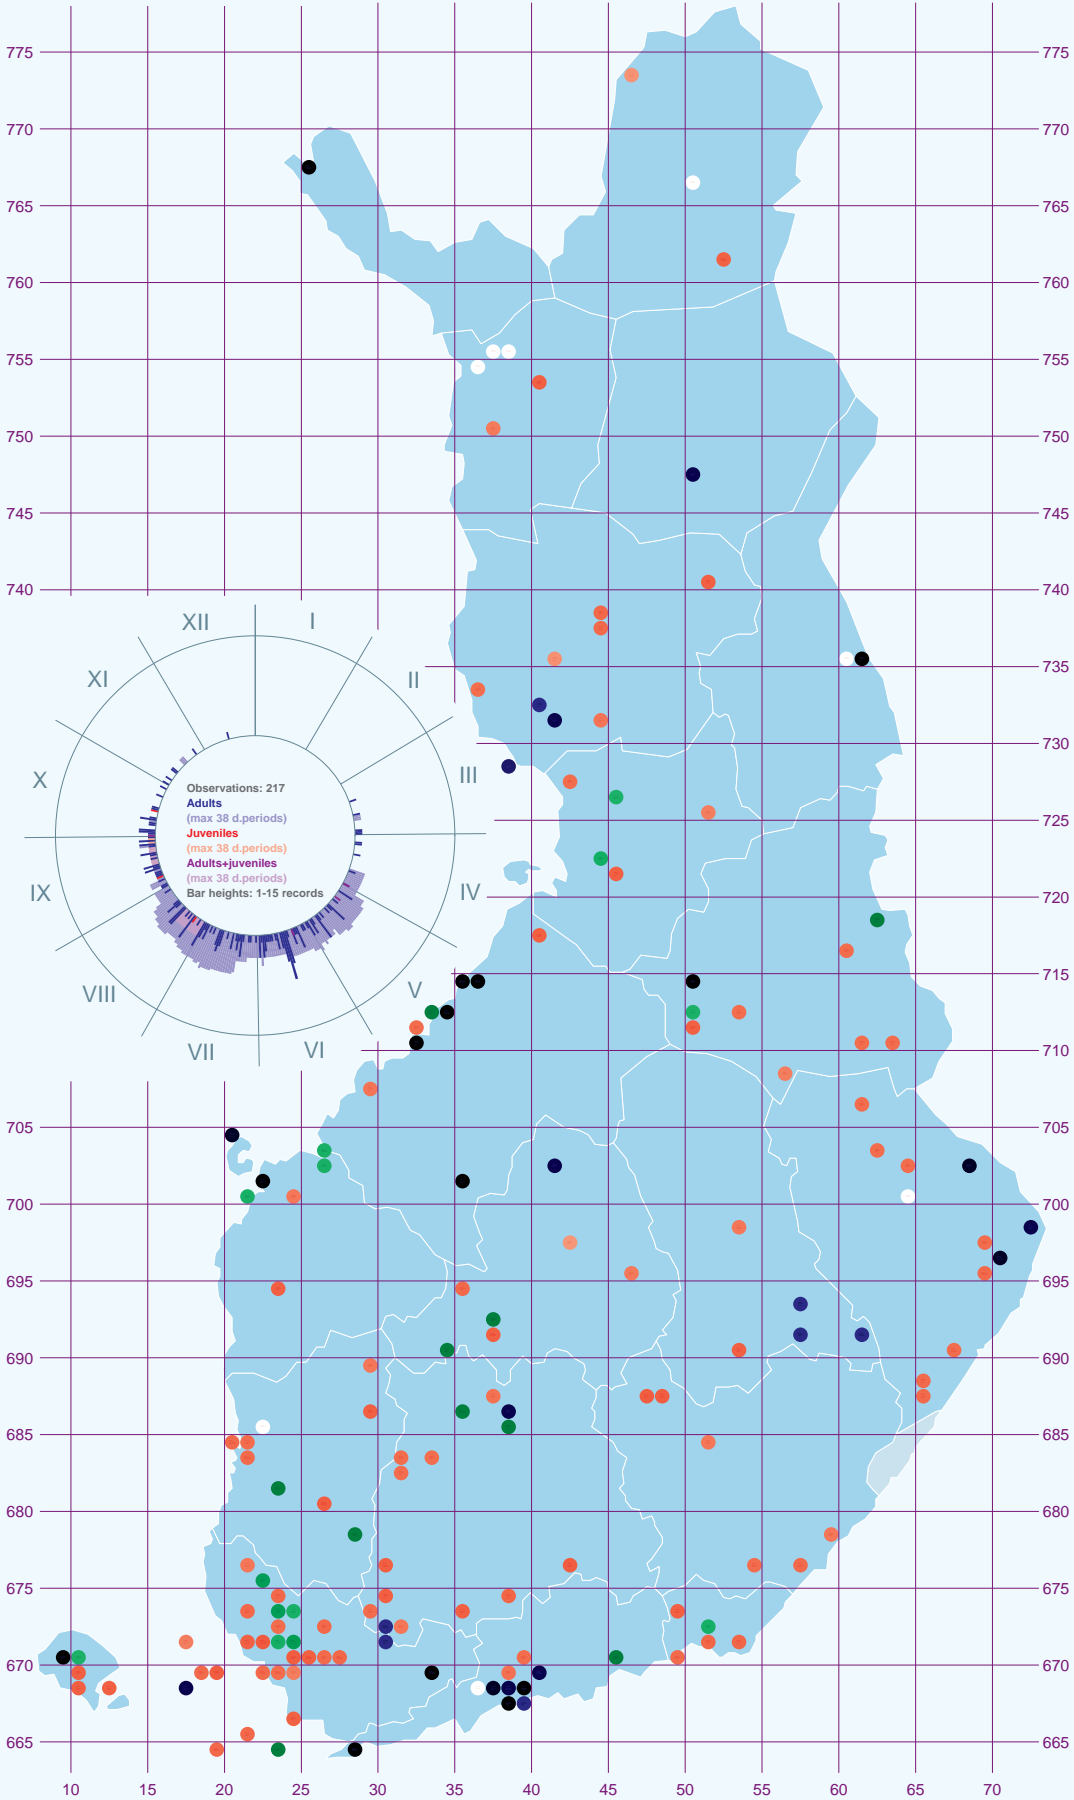 775 775
770 770
765 765
760 760
755 755
750 750
745 745
740 740
XII I
XI II
735
730
X III
Observations: 217
Adults
(max 38 d.periods)
Juveniles
(max 38 d.periods)
Adults+juveniles
(max 38 d.periods)
Bar heights: 1-15 records
725
IX IV
720
715
VIII V
VII VI
710
705 705
700 700
695 695
690 690
685 685
680 680
675 675
670 670
665 665
10 15 20 25 30 35 40 45 50 55 60 65 70